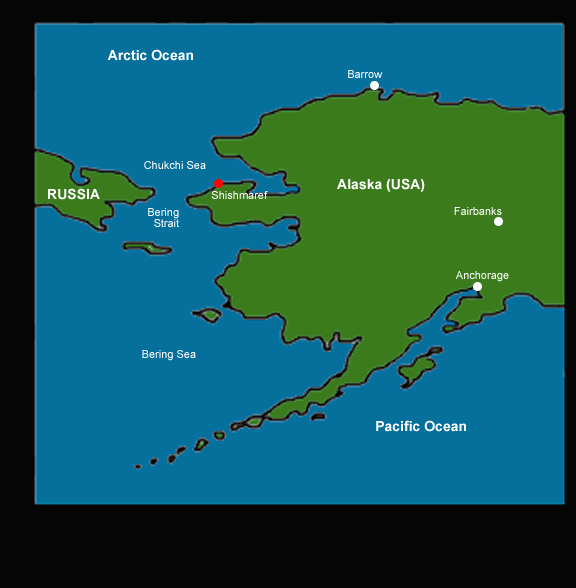 Arctic Ocean
Barrow
Chukchi Sea
Alaska (USA)
RUSSIA
Shishmaref
Bering
Strait
Fairbanks
Anchorage
Bering Sea
Pacific Ocean